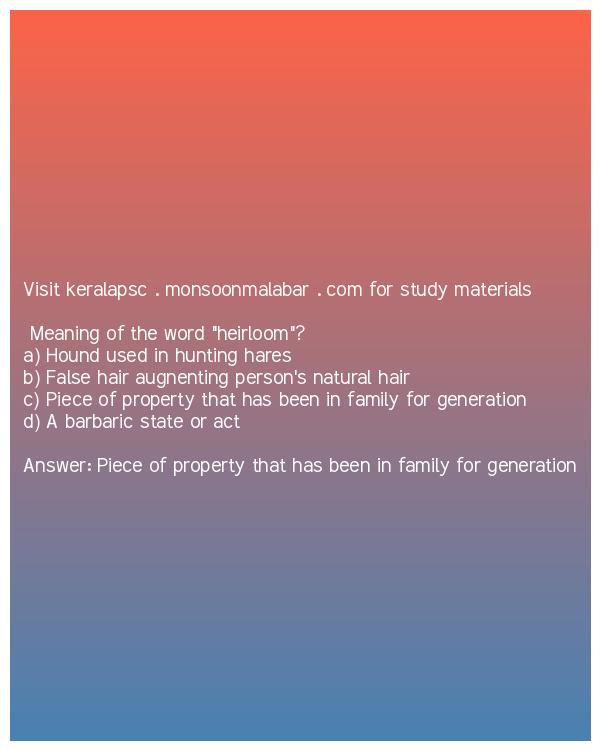 Visit keralapsc . monsoonmalabar . com for study materials
Meaning of the word "heirloom"?
a) Hound used in hunting hares
b) False hair augnenting person's natural hair
c) Piece of property that has been in family for generation
d) A barbaric state or act
Answer: Piece of property that has been in family for generation